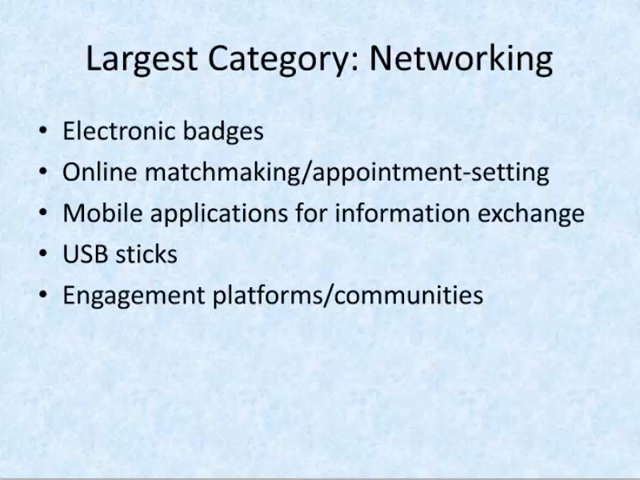 Largest Category: Networking
• Electronic badges
• Online matchmaking/appointment-setting
• Mobile applications for information exchange
• USB sticks
• Engagement platforms/communities